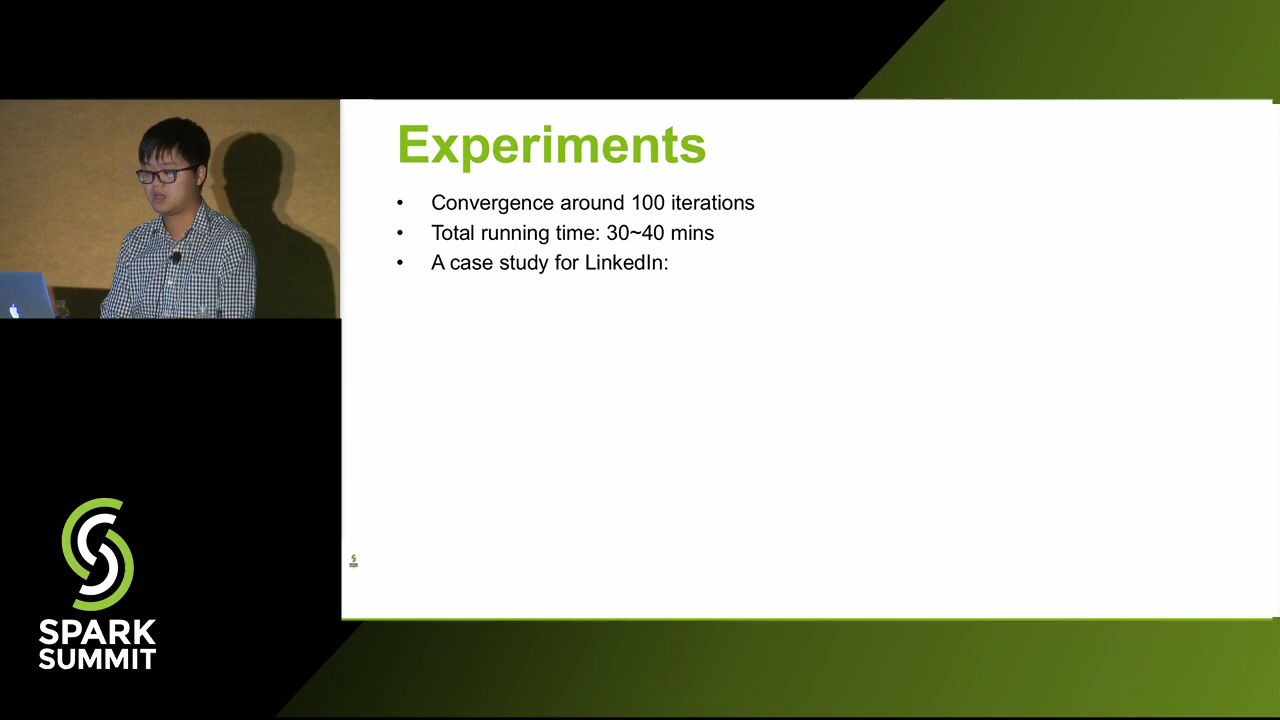 Experiments
• Convergence around 100 iterations
• Total running time: 30~40 mins
• A case study for LinkedIn:
SPARK
SUMMIT